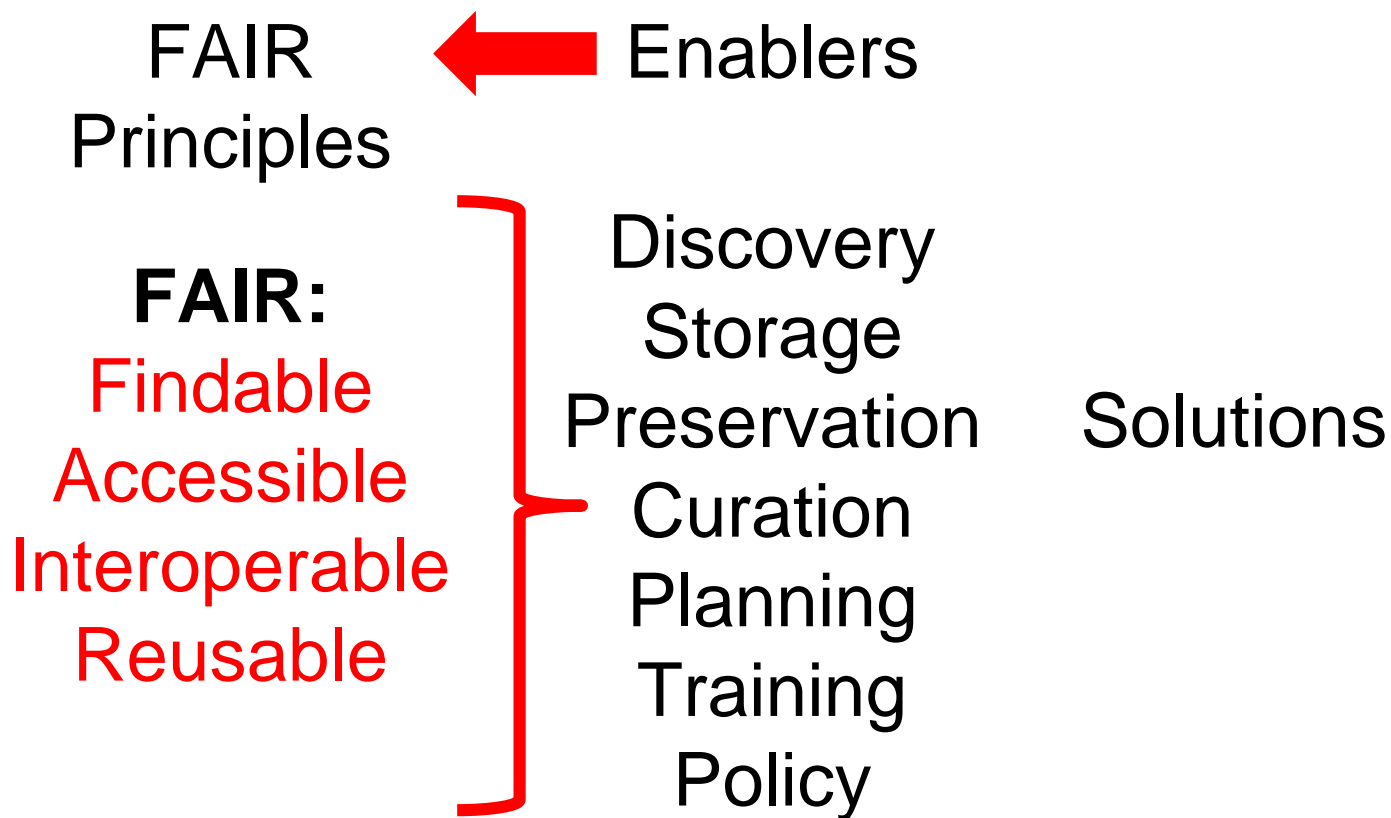 FAIR
Principles
Enablers
FAIR:
Findable
Accessible
Interoperable
Reusable
Discovery
Storage
Preservation
Curation
Planning
Training
Policy
Solutions